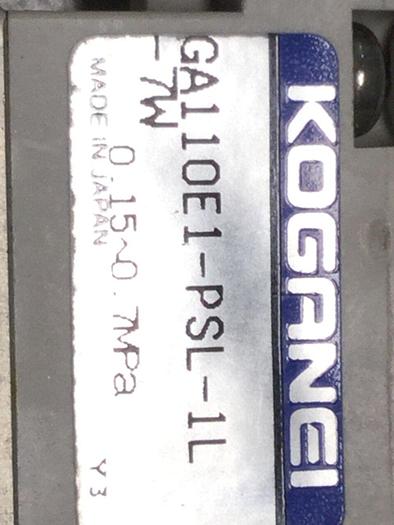 KOGANEI
GA110E1-PSL-1L
-7W
0.15~0.7MPa
MADE IN JAPAN Y3